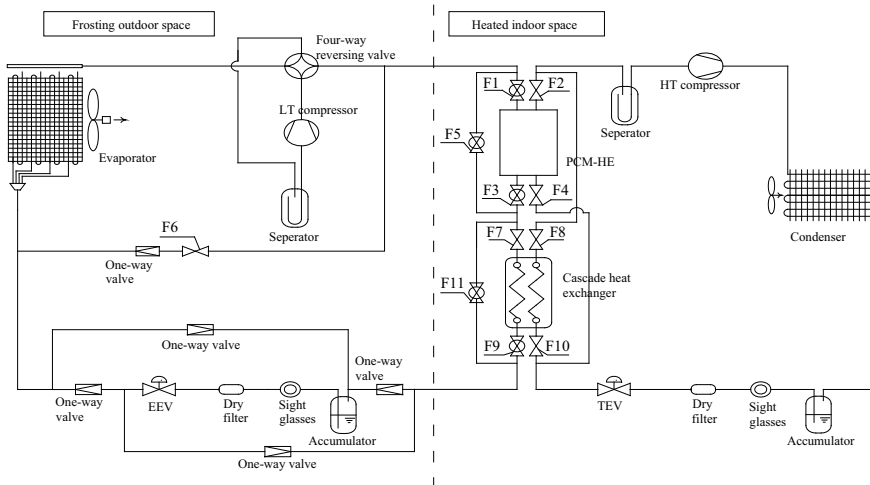 Frosting outdoor space
Heated indoor space
Four-way
reversing valve
HT compressor
F1
F2
LT compressor
Seperator
F5
Evaporator
PCM-HE
F3
F4
Seperator
F6
F7
F8
Condenser
One-way
valve
Cascade heat
exchanger
F11
One-way valve
F9
F10
One-way
valve
One-way
valve
EEV
Dry
filter
Sight
glasses
Accumulator
TEV
Dry
filter
Sight
glasses
Accumulator
One-way valve